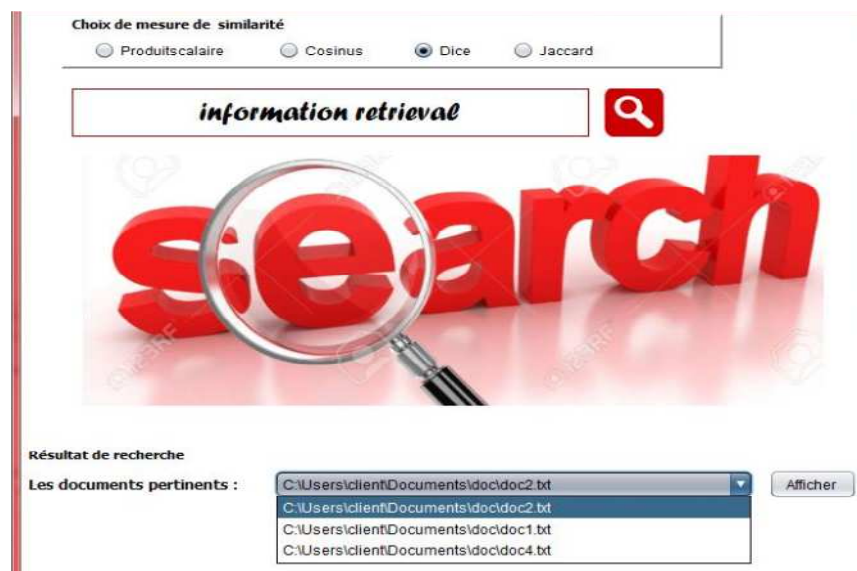 Choix de mesure de similarité
Produitscalaire Cosinus Dice Jaccard
information retrieval
search
123RF
Résultat de recherche
Les documents pertinents : C:\Users\client\Documents\doc\doc2.txt Afficher
C:\Users\client\Documents\doc\doc2.txt
C:\Users\client\Documents\doc\doc1.txt
C:\Users\client\Documents\doc\doc4.txt